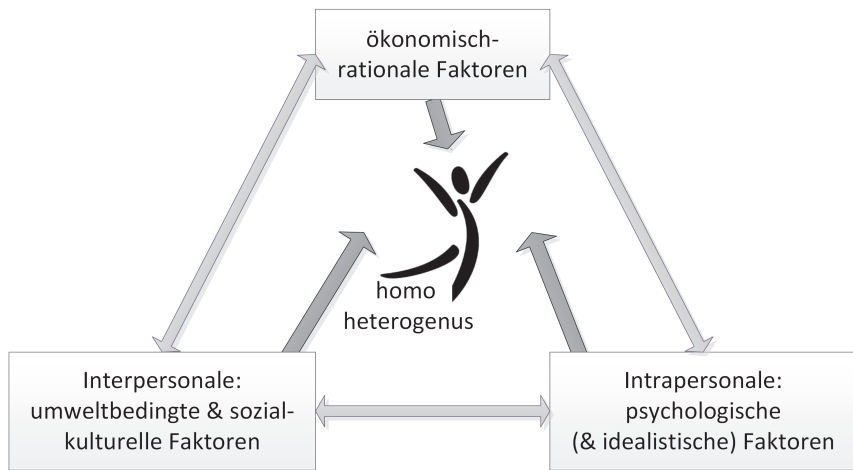 ökonomisch-
rationale Faktoren
homo
heterogenus
Interpersonale:
umweltbedingte & sozial-
kulturelle Faktoren
Intrapersonale:
psychologische
(& idealistische) Faktoren